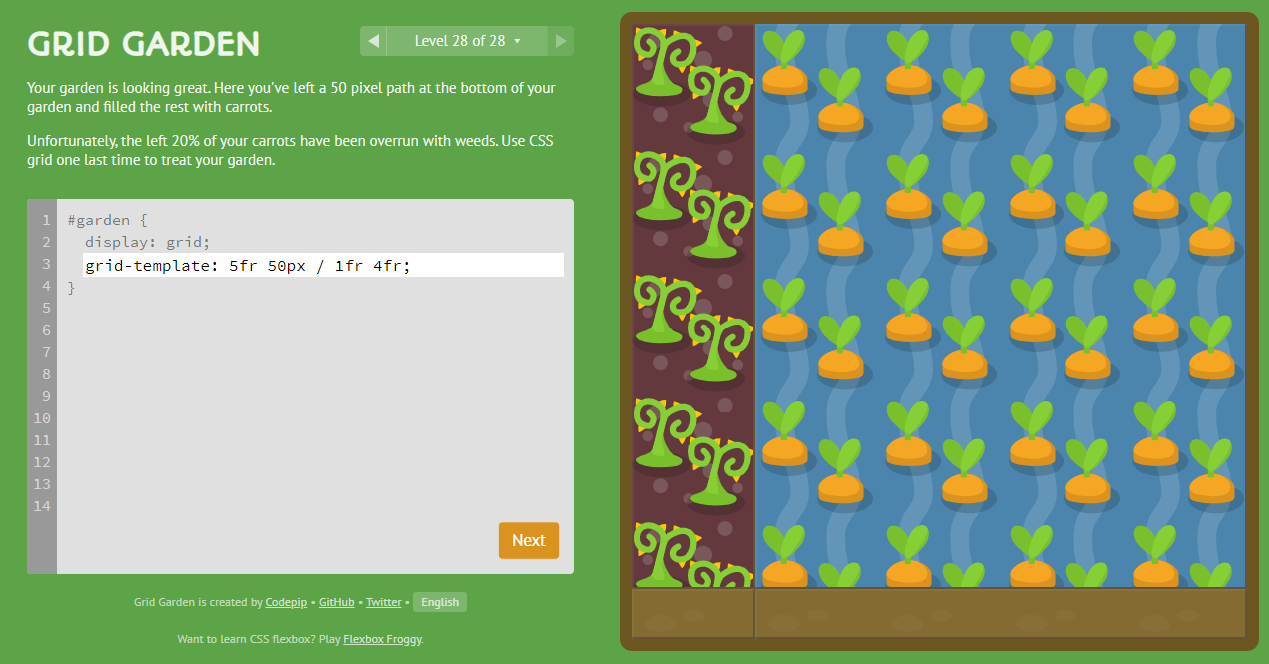 GRID GARDEN
◀ Level 28 of 28 ▾ ▶
Your garden is looking great. Here you've left a 50 pixel path at the bottom of your
garden and filled the rest with carrots.
Unfortunately, the left 20% of your carrots have been overrun with weeds. Use CSS
grid one last time to treat your garden.
1 #garden {
2 display: grid;
3 grid-template: 5fr 50px / 1fr 4fr;
4 }
5
6
7
8
9
10
11
12
13
14
Next
Grid Garden is created by Codepip • GitHub • Twitter • English
Want to learn CSS flexbox? Play Flexbox Froggy.